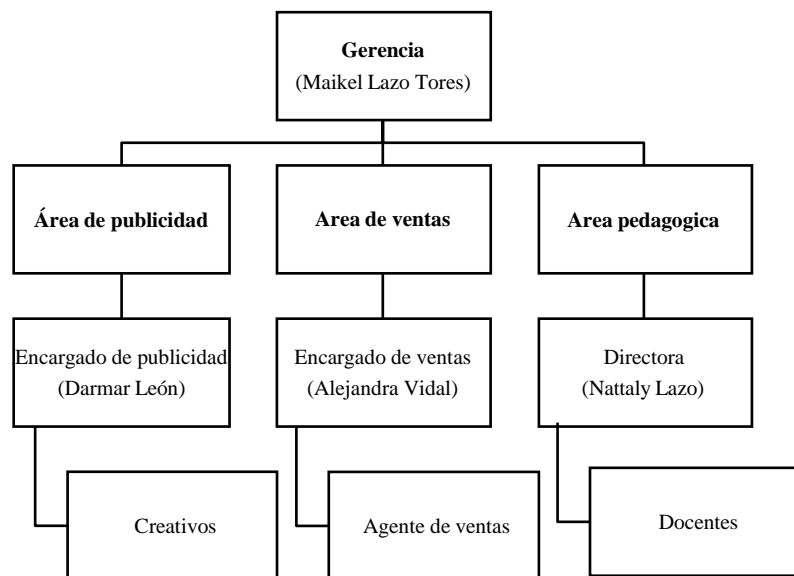 Gerencia
(Maikel Lazo Tores)
Área de publicidad
Area de ventas
Area pedagogica
Encargado de publicidad
(Darmar León)
Encargado de ventas
(Alejandra Vidal)
Directora
(Nattaly Lazo)
Creativos
Agente de ventas
Docentes